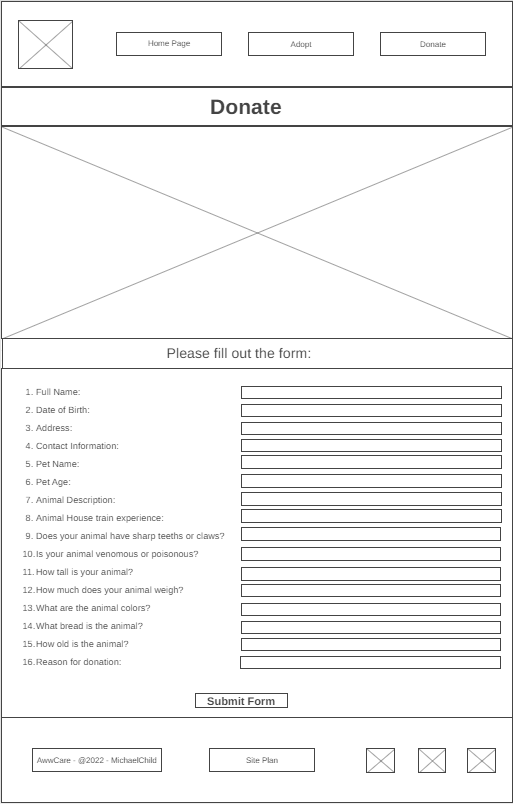 Home Page
Adopt
Donate
Donate
Please fill out the form:
1. Full Name:
2. Date of Birth:
3. Address:
4. Contact Information:
5. Pet Name:
6. Pet Age:
7. Animal Description:
8. Animal House train experience:
9. Does your animal have sharp teeths or claws?
10.Is your animal venomous or poisonous?
11.How tall is your animal?
12.How much does your animal weigh?
13.What are the animal colors?
14.What bread is the animal?
15.How old is the animal?
16.Reason for donation:
Submit Form
AwwCare - @2022 - MichaelChild
Site Plan